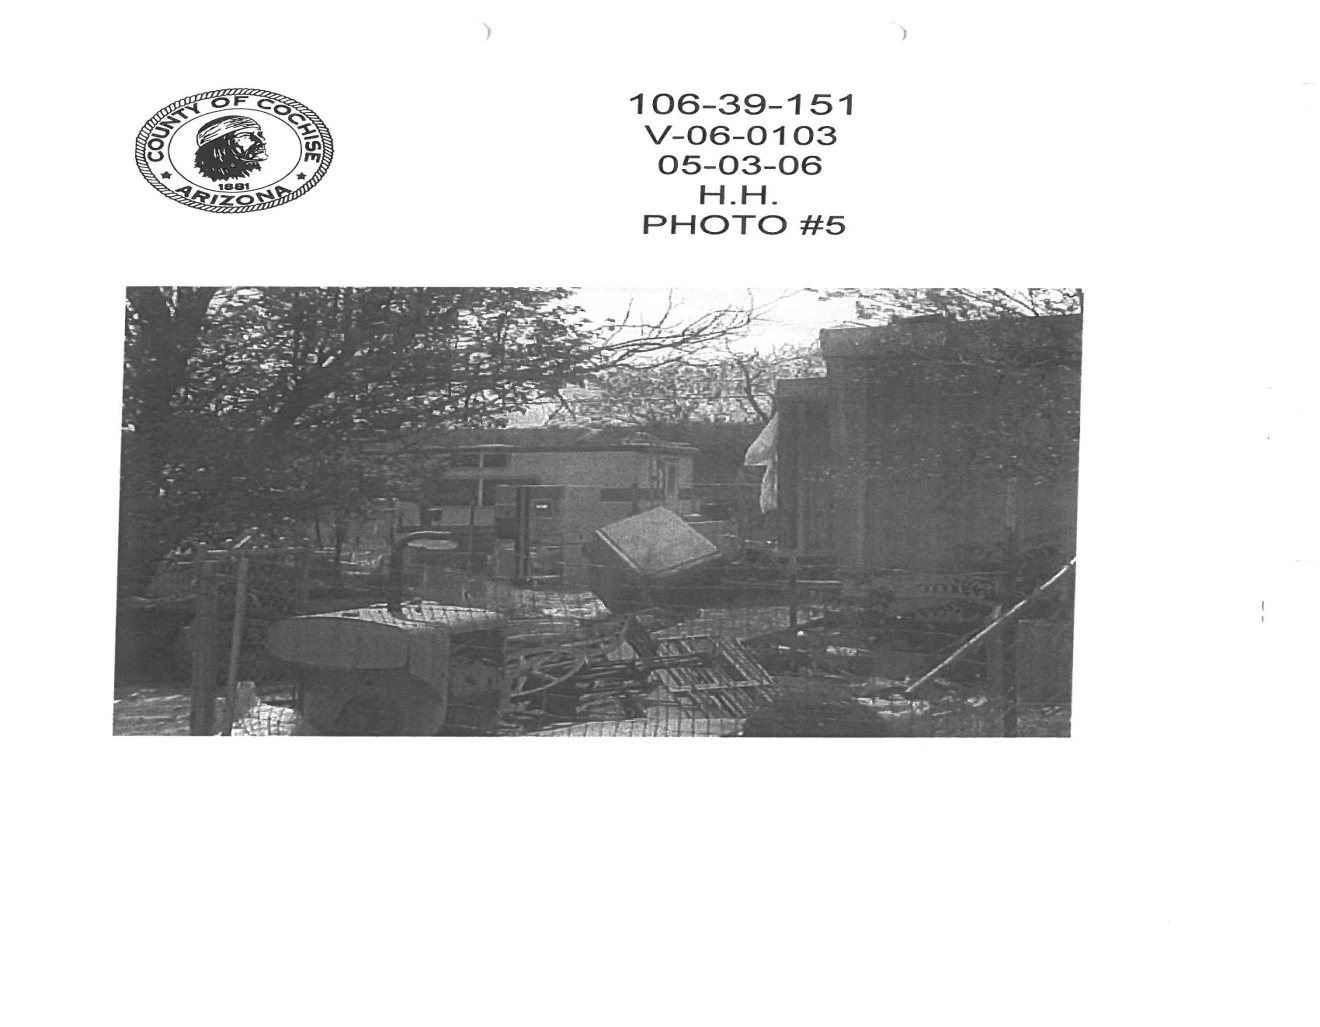 COUNTY OF COCHISE
1881
ARIZONA
106-39-151
V-06-0103
05-03-06
H.H.
PHOTO #5